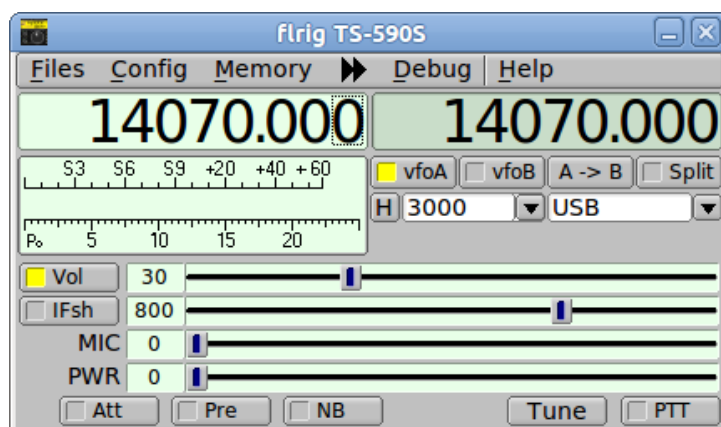 flrig TS-590S
Files Config Memory Debug Help
14070.000 14070.000
S3 S6 S9 +20 +40 +60
vfoA vfoB A -> B Split
H 3000 USB
Po 5 10 15 20
Vol 30
IFsh 800
MIC 0
PWR 0
Att Pre NB Tune PTT